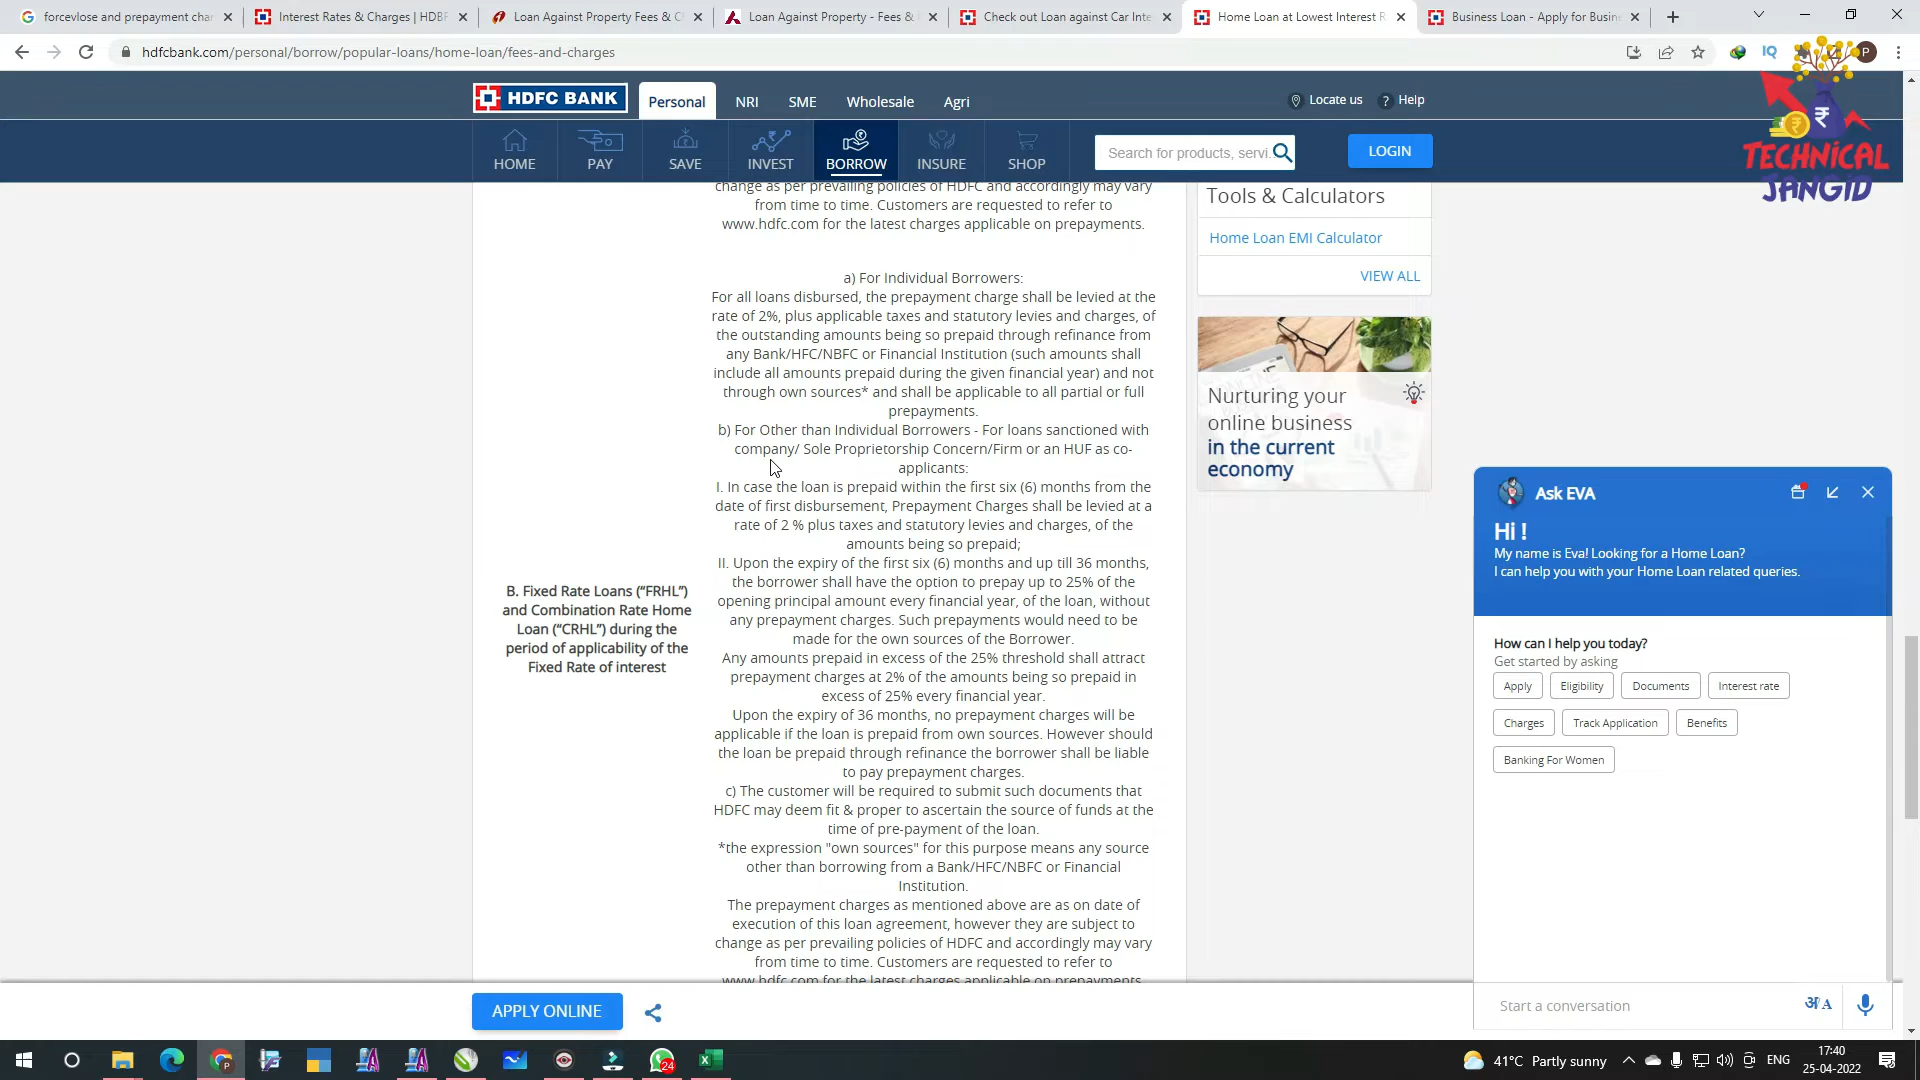 forcevlose and prepayment char
Interest Rates & Charges | HDBF
Loan Against Property Fees & C
Loan Against Property - Fees &
Check out Loan against Car Inte
Home Loan at Lowest Interest R
Business Loan - Apply for Busin
hdfcbank.com/personal/borrow/popular-loans/home-loan/fees-and-charges
IQ
P
HDFC BANK
Personal
NRI
SME
Wholesale
Agri
Locate us
? Help
HOME
PAY
SAVE
INVEST
BORROW
INSURE
SHOP
Search for products, servi.
LOGIN
₹
TECHNICAL
JANGID
change as per prevailing policies of HDFC and accordingly may vary
from time to time. Customers are requested to refer to
www.hdfc.com for the latest charges applicable on prepayments.
a) For Individual Borrowers:
For all loans disbursed, the prepayment charge shall be levied at the
rate of 2%, plus applicable taxes and statutory levies and charges, of
the outstanding amounts being so prepaid through refinance from
any Bank/HFC/NBFC or Financial Institution (such amounts shall
include all amounts prepaid during the given financial year) and not
through own sources* and shall be applicable to all partial or full
prepayments.
b) For Other than Individual Borrowers - For loans sanctioned with
company/ Sole Proprietorship Concern/Firm or an HUF as co-
applicants:
I. In case the loan is prepaid within the first six (6) months from the
date of first disbursement, Prepayment Charges shall be levied at a
rate of 2 % plus taxes and statutory levies and charges, of the
amounts being so prepaid;
II. Upon the expiry of the first six (6) months and up till 36 months,
the borrower shall have the option to prepay up to 25% of the
opening principal amount every financial year, of the loan, without
any prepayment charges. Such prepayments would need to be
made for the own sources of the Borrower.
Any amounts prepaid in excess of the 25% threshold shall attract
prepayment charges at 2% of the amounts being so prepaid in
excess of 25% every financial year.
Upon the expiry of 36 months, no prepayment charges will be
applicable if the loan is prepaid from own sources. However should
the loan be prepaid through refinance the borrower shall be liable
to pay prepayment charges.
c) The customer will be required to submit such documents that
HDFC may deem fit & proper to ascertain the source of funds at the
time of pre-payment of the loan.
*the expression "own sources" for this purpose means any source
other than borrowing from a Bank/HFC/NBFC or Financial
Institution.
The prepayment charges as mentioned above are as on date of
execution of this loan agreement, however they are subject to
change as per prevailing policies of HDFC and accordingly may vary
from time to time. Customers are requested to refer to
www.hdfc.com for the latest charges applicable on prepayments.
B. Fixed Rate Loans (“FRHL”)
and Combination Rate Home
Loan (“CRHL”) during the
period of applicability of the
Fixed Rate of interest
Tools & Calculators
Home Loan EMI Calculator
VIEW ALL
Nurturing your
online business
in the current
economy
Ask EVA
Hi !
My name is Eva! Looking for a Home Loan?
I can help you with your Home Loan related queries.
How can I help you today?
Get started by asking
Apply
Eligibility
Documents
Interest rate
Charges
Track Application
Benefits
Banking For Women
Start a conversation
अ A
APPLY ONLINE
24
41°C Partly sunny
ENG
17:40
25-04-2022